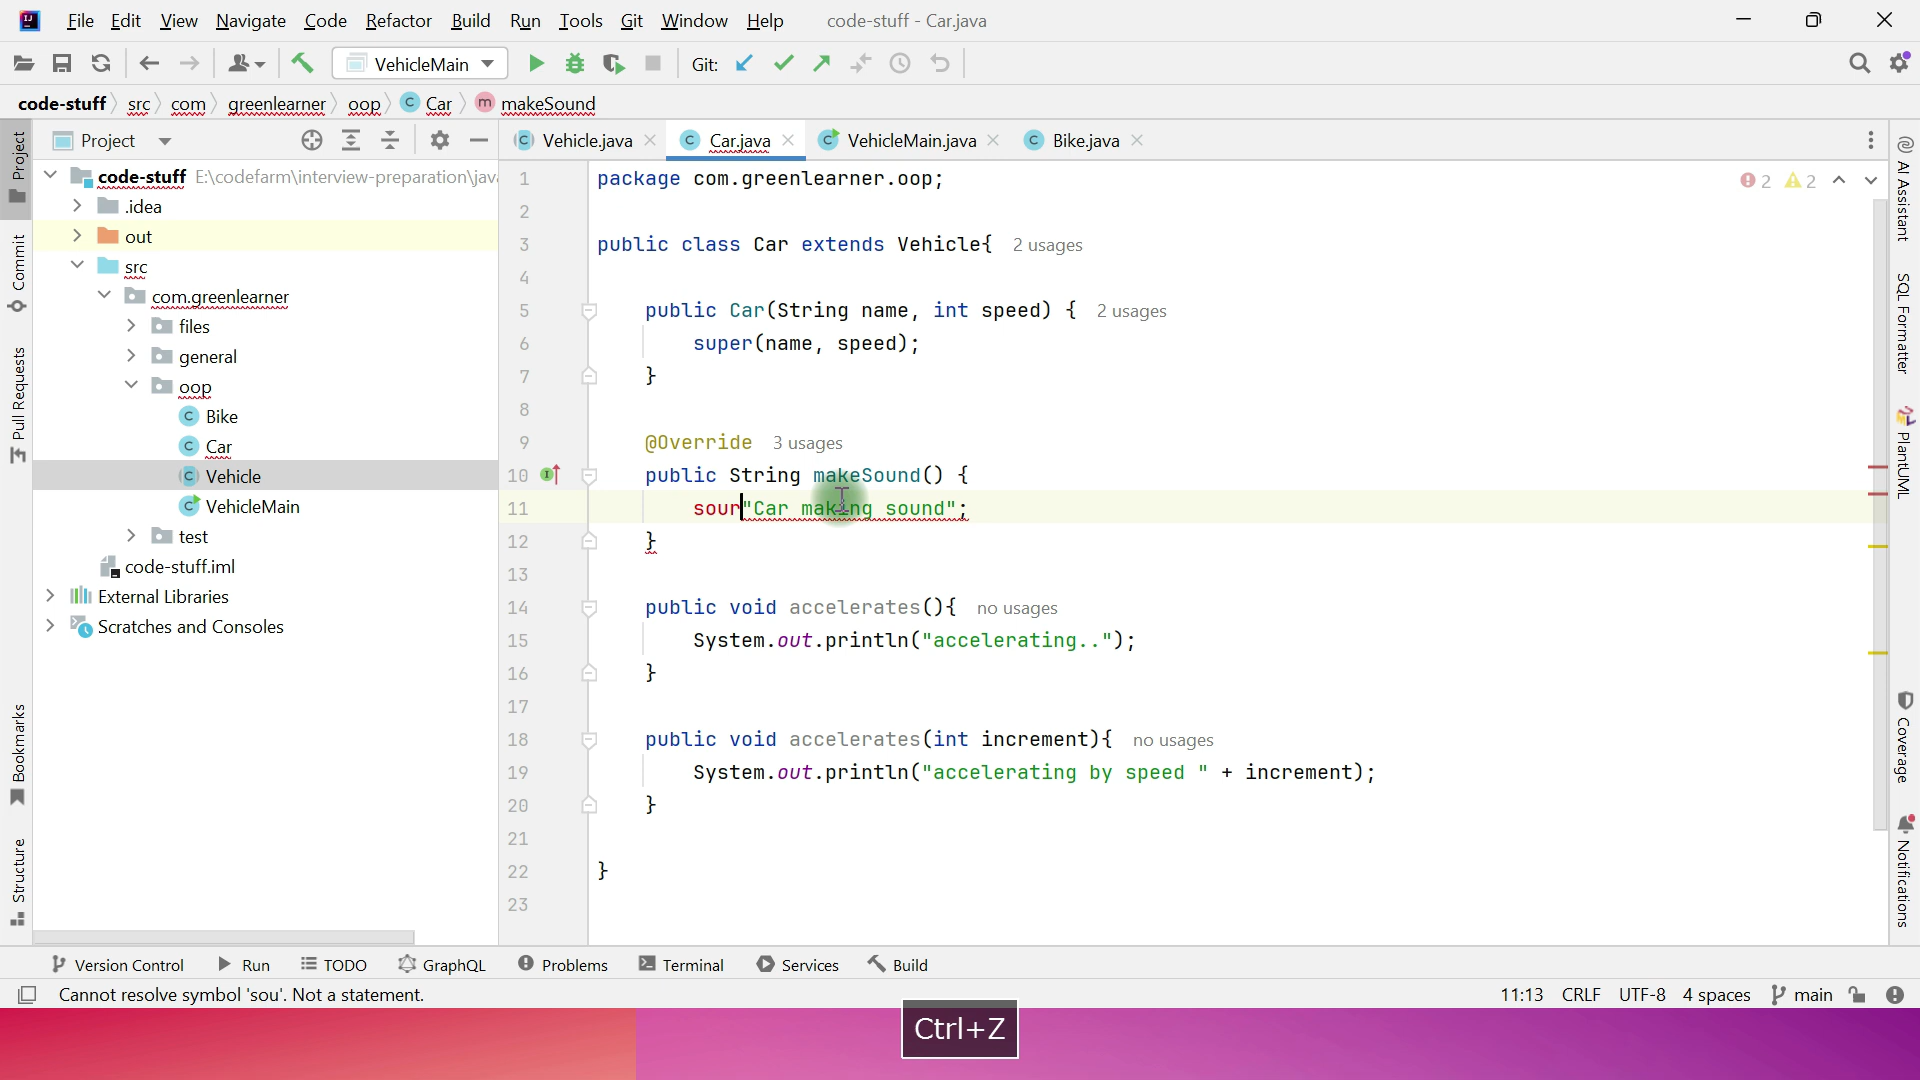 File Edit View Navigate Code Refactor Build Run Tools Git Window Help code-stuff - Car.java
VehicleMain Git:
code-stuff src com greenlearner oop Car makeSound
Project
Vehicle.java Car.java VehicleMain.java Bike.java
code-stuff E:\codefarm\interview-preparation\jav
.idea
out
src
com.greenlearner
files
general
oop
Bike
Car
Vehicle
VehicleMain
test
code-stuff.iml
External Libraries
Scratches and Consoles
Project
Commit
Pull Requests
Bookmarks
Structure
1 package com.greenlearner.oop;
2
3 public class Car extends Vehicle{ 2 usages
4
5 public Car(String name, int speed) { 2 usages
6 super(name, speed);
7 }
8
9 @Override 3 usages
10 public String makeSound() {
11 sour"Car making sound";
12 }
13
14 public void accelerates(){ no usages
15 System.out.println("accelerating..");
16 }
17
18 public void accelerates(int increment){ no usages
19 System.out.println("accelerating by speed " + increment);
20 }
21
22 }
23
2 2
AI Assistant
SQL Formatter
PlantUML
Coverage
Notifications
Version Control Run TODO GraphQL Problems Terminal Services Build
Cannot resolve symbol 'sou'. Not a statement. 11:13 CRLF UTF-8 4 spaces main
Ctrl+Z